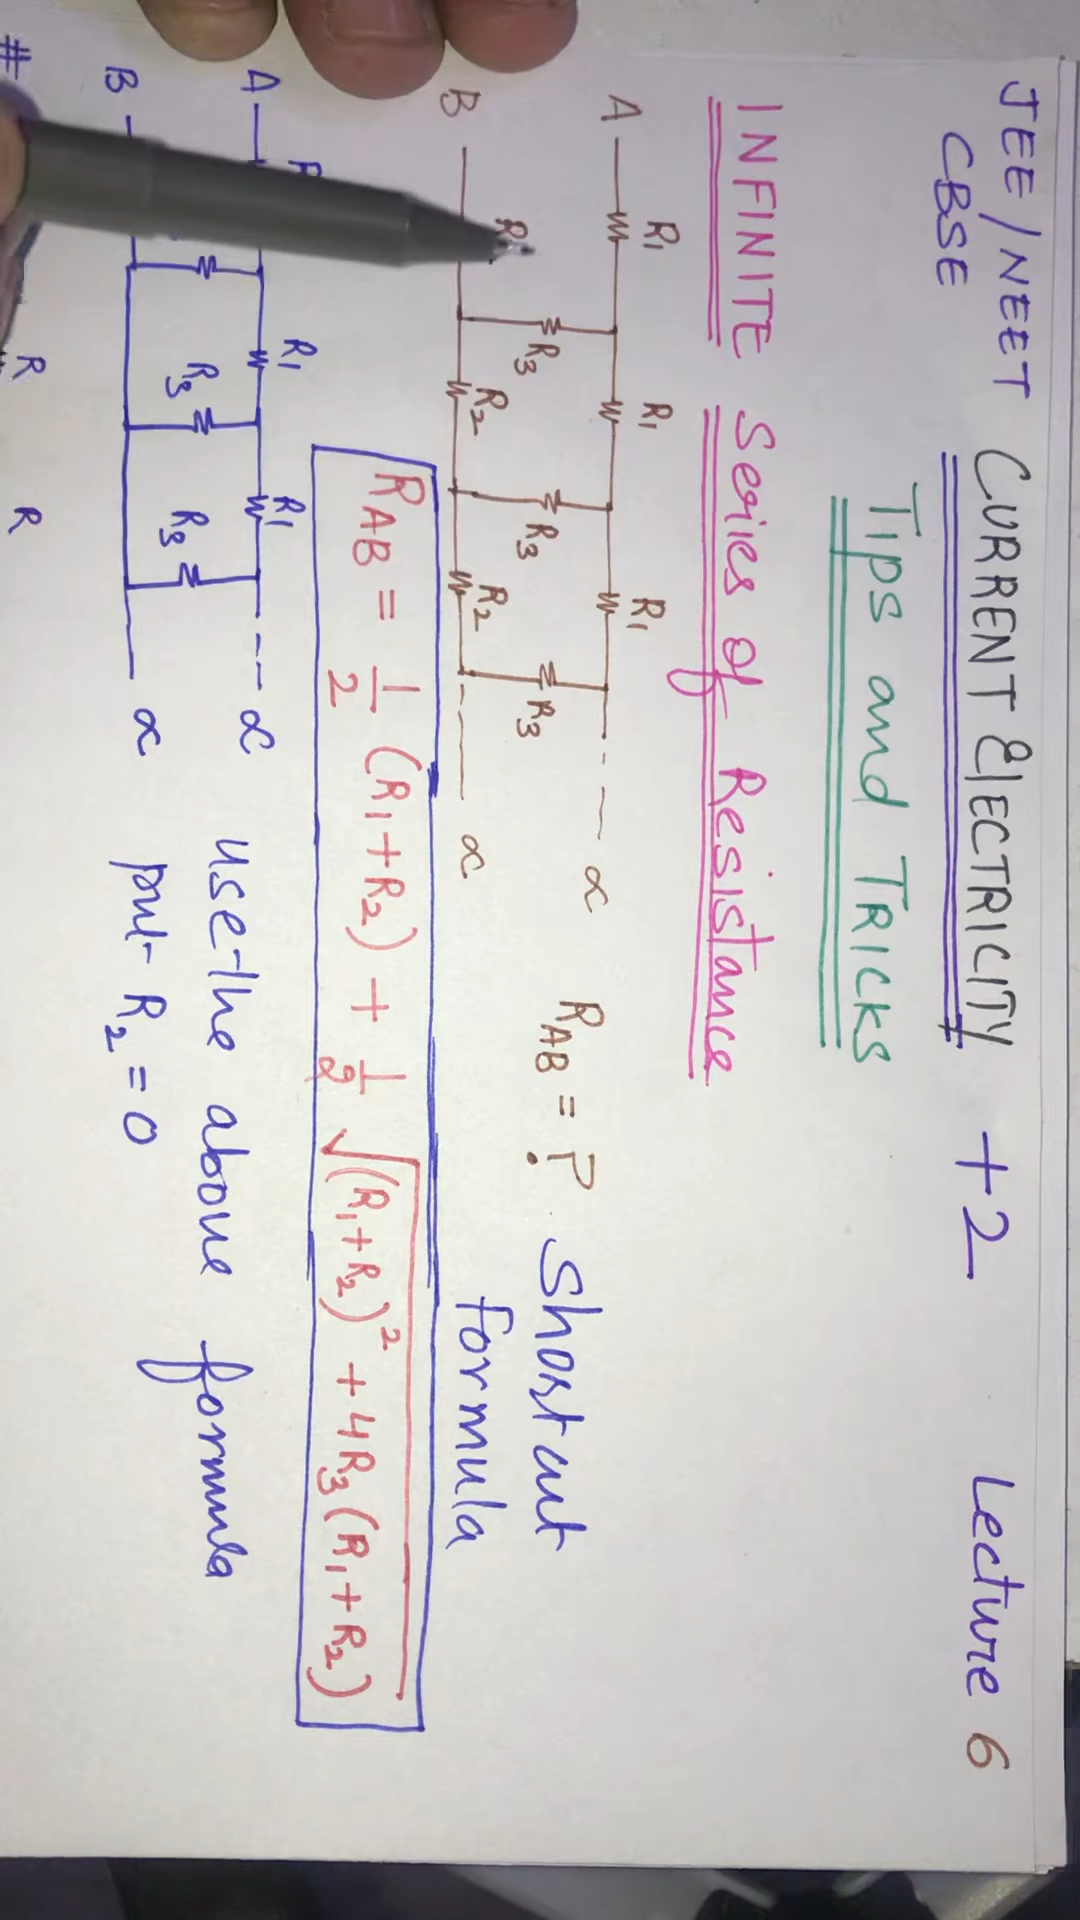 JEE/NEET CURRENT ELECTRICITY +2 Lecture 6
CBSE
Tips and TRICKS
INFINITE Series of Resistance
R1 R1 R1
A --- ∝
R3 R3 R3
R R2 R2
B ∝
RAB = ? Shortcut
formula
RAB = 1/2 (R1+R2) + 1/2 √(R1+R2)² + 4R3(R1+R2)
R1 R1
A --- ∝
R3 R3
B ∝
use the above formula
put R2 = 0
# R R